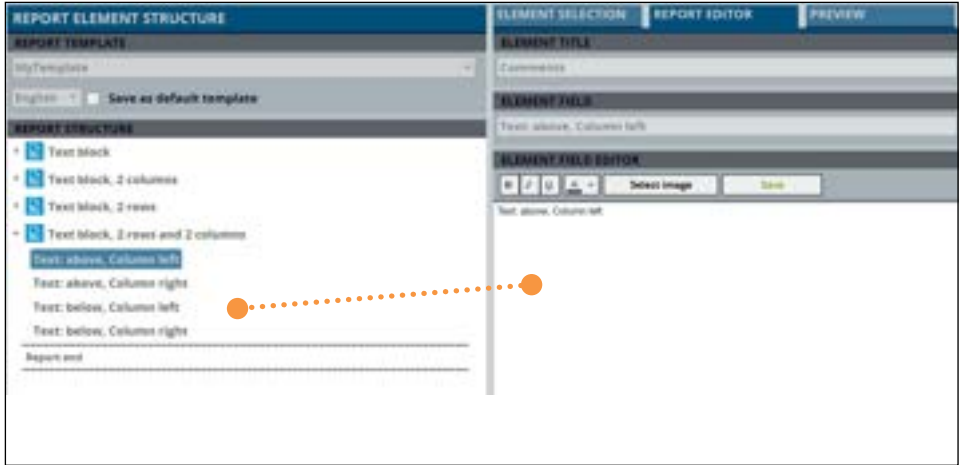 REPORT ELEMENT STRUCTURE
REPORT TEMPLATE
MyTemplate
English
Save as default template
REPORT STRUCTURE
Text block
Text block, 2 columns
Text block, 2 rows
Text block, 2 rows and 2 columns
Text: above, Column left
Text: above, Column right
Text: below, Column left
Text: below, Column right
Report end
ELEMENT SELECTION
REPORT EDITOR
PREVIEW
ELEMENT TITLE
Comments
ELEMENT FIELD
Text: above, Column left
ELEMENT FIELD EDITOR
B I U A Select image Save
Text: above, Column left